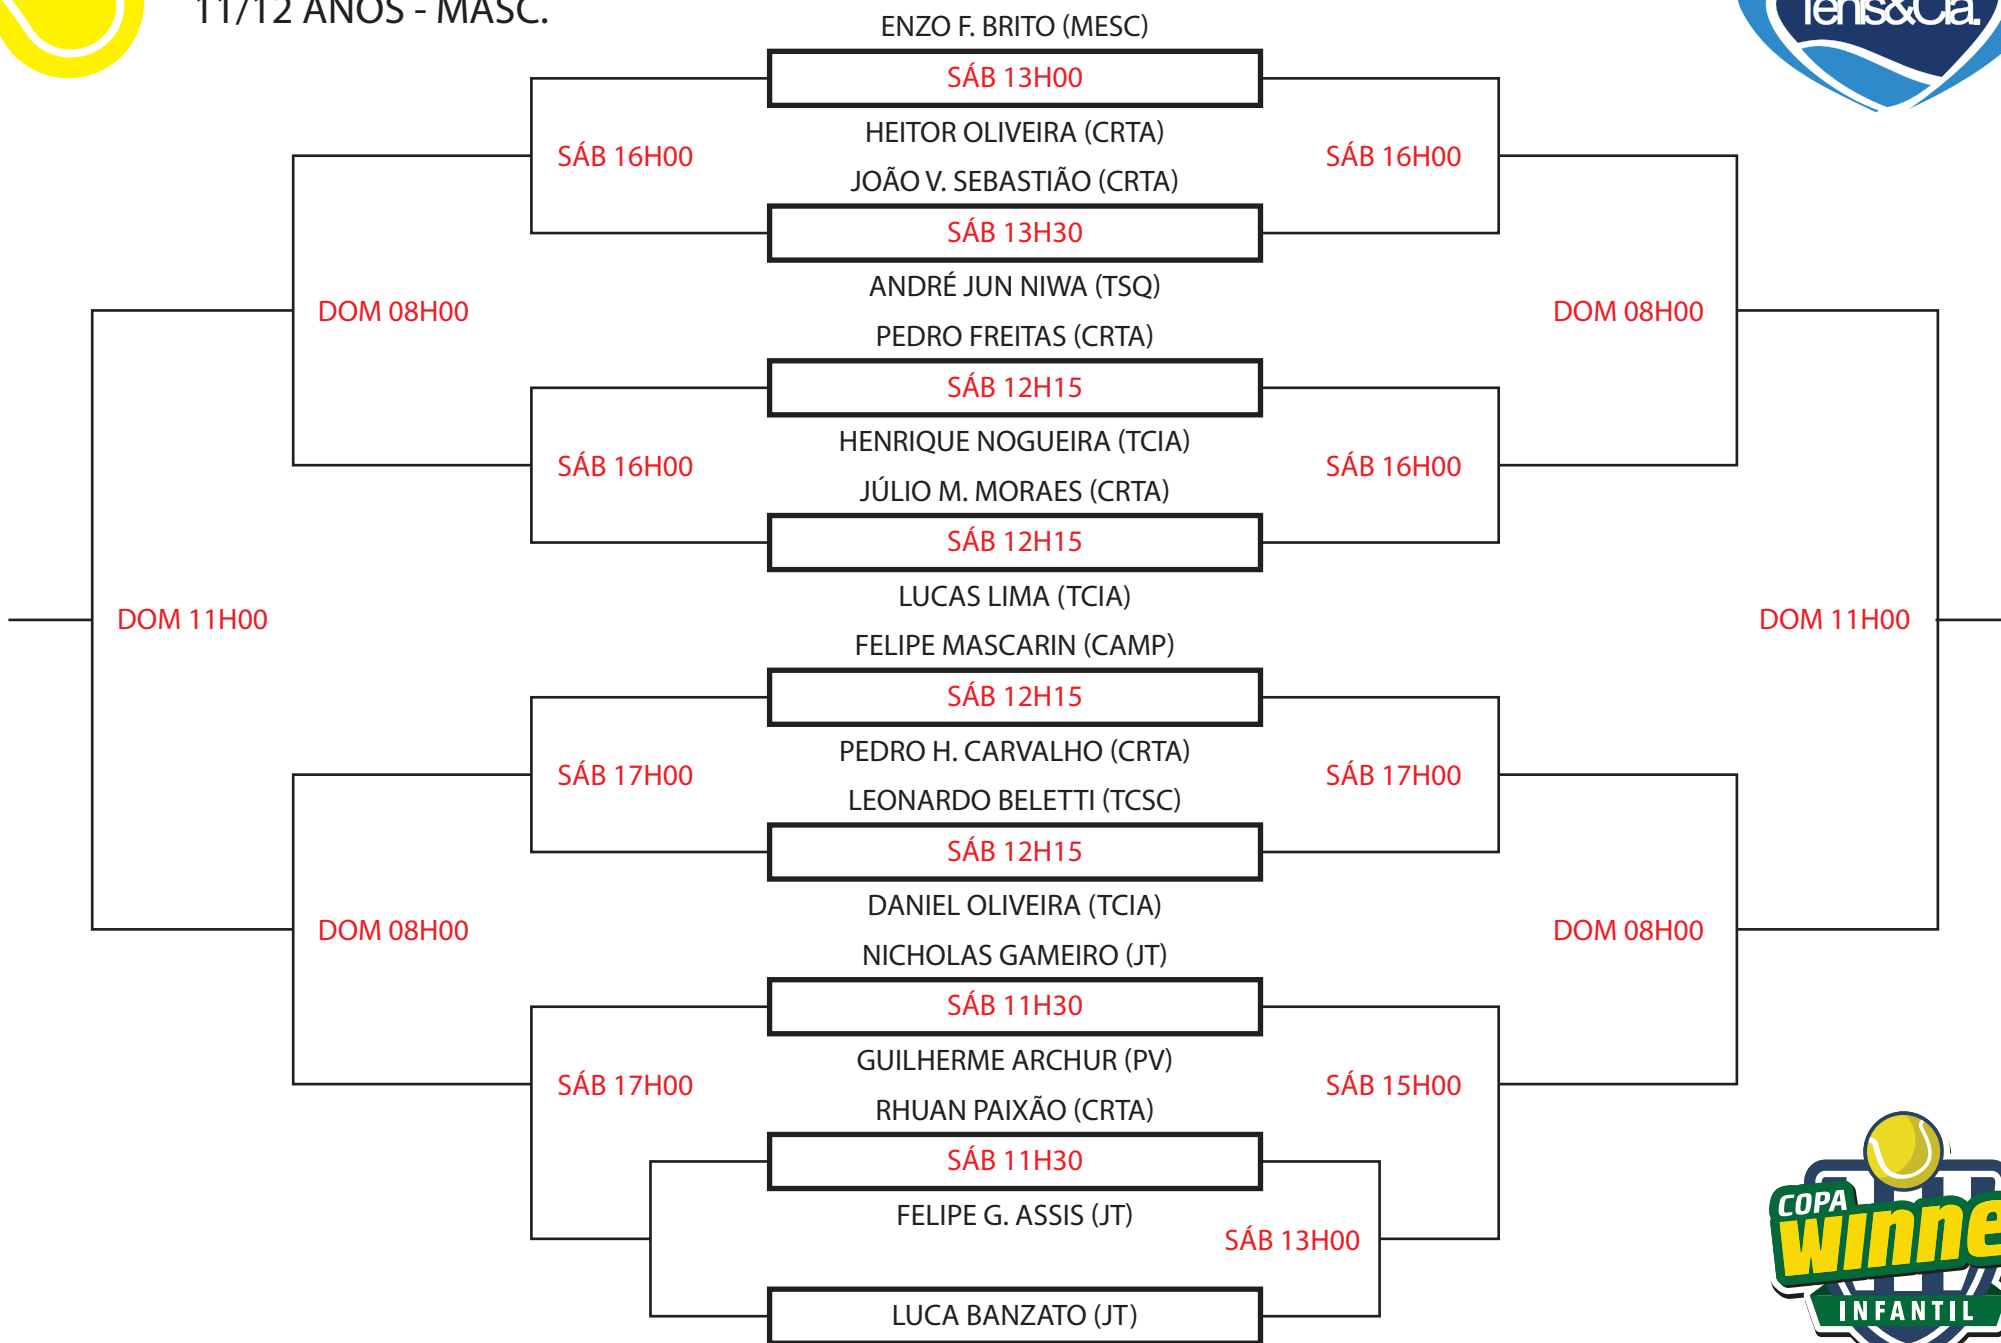 11/12 ANOS - MASC.
Tenis&Cia.
ENZO F. BRITO (MESC)
SÁB 13H00
HEITOR OLIVEIRA (CRTA)
SÁB 16H00
SÁB 16H00
JOÃO V. SEBASTIÃO (CRTA)
SÁB 13H30
ANDRÉ JUN NIWA (TSQ)
DOM 08H00
DOM 08H00
PEDRO FREITAS (CRTA)
SÁB 12H15
HENRIQUE NOGUEIRA (TCIA)
SÁB 16H00
SÁB 16H00
JÚLIO M. MORAES (CRTA)
SÁB 12H15
LUCAS LIMA (TCIA)
DOM 11H00
DOM 11H00
FELIPE MASCARIN (CAMP)
SÁB 12H15
PEDRO H. CARVALHO (CRTA)
SÁB 17H00
SÁB 17H00
LEONARDO BELETTI (TCSC)
SÁB 12H15
DANIEL OLIVEIRA (TCIA)
DOM 08H00
DOM 08H00
NICHOLAS GAMEIRO (JT)
SÁB 11H30
GUILHERME ARCHUR (PV)
SÁB 17H00
SÁB 15H00
RHUAN PAIXÃO (CRTA)
SÁB 11H30
FELIPE G. ASSIS (JT)
SÁB 13H00
LUCA BANZATO (JT)
COPA
winne
INFANTIL